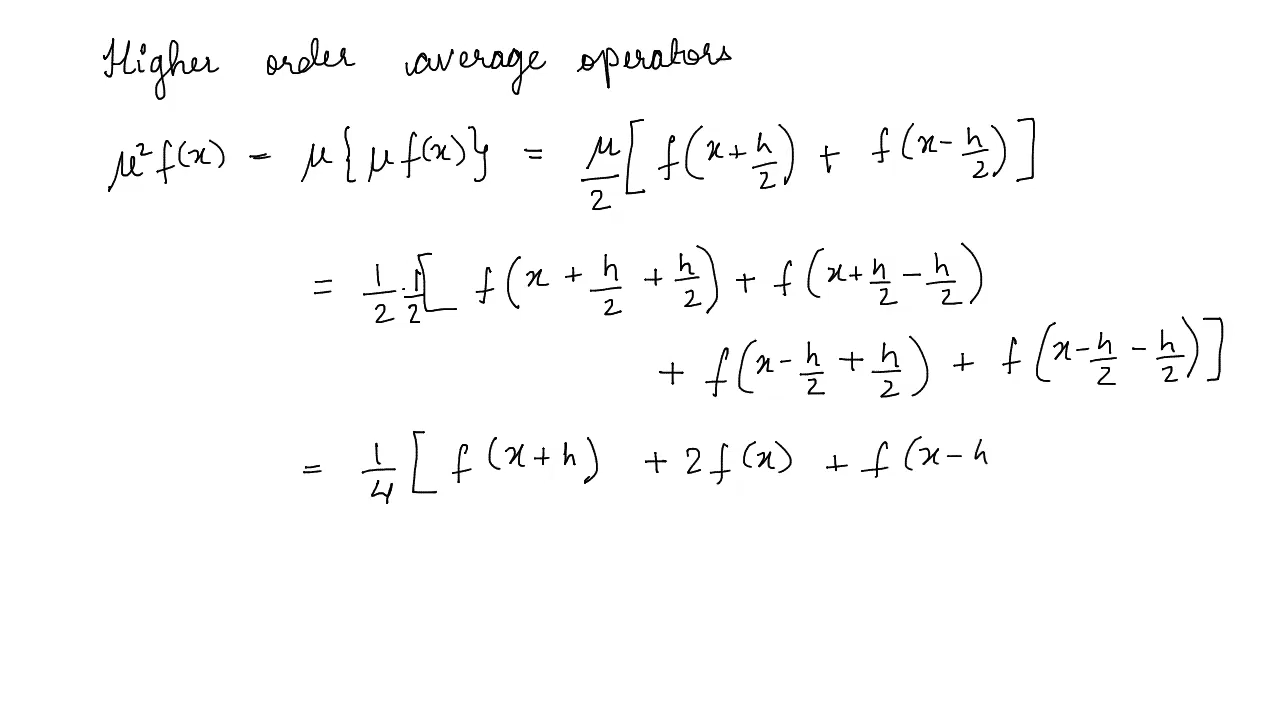 Higher order average operators
μ²f(x) - μ{μf(x)} = μ/2 [f(x+h/2) + f(x-h/2)]
= 1/2 · 1/2 [f(x + h/2 + h/2) + f(x + h/2 - h/2)
+ f(x - h/2 + h/2) + f(x - h/2 - h/2)]
= 1/4 [f(x+h) + 2f(x) + f(x-h